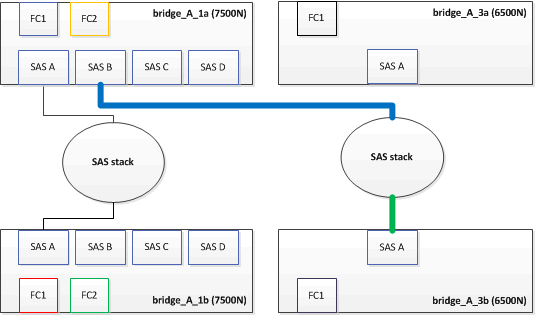 FC1 FC2 bridge_A_1a (7500N)
SAS A SAS B SAS C SAS D
FC1 bridge_A_3a (6500N)
SAS A
SAS stack
SAS stack
SAS A SAS B SAS C SAS D
FC1 FC2 bridge_A_1b (7500N)
SAS A
FC1 bridge_A_3b (6500N)